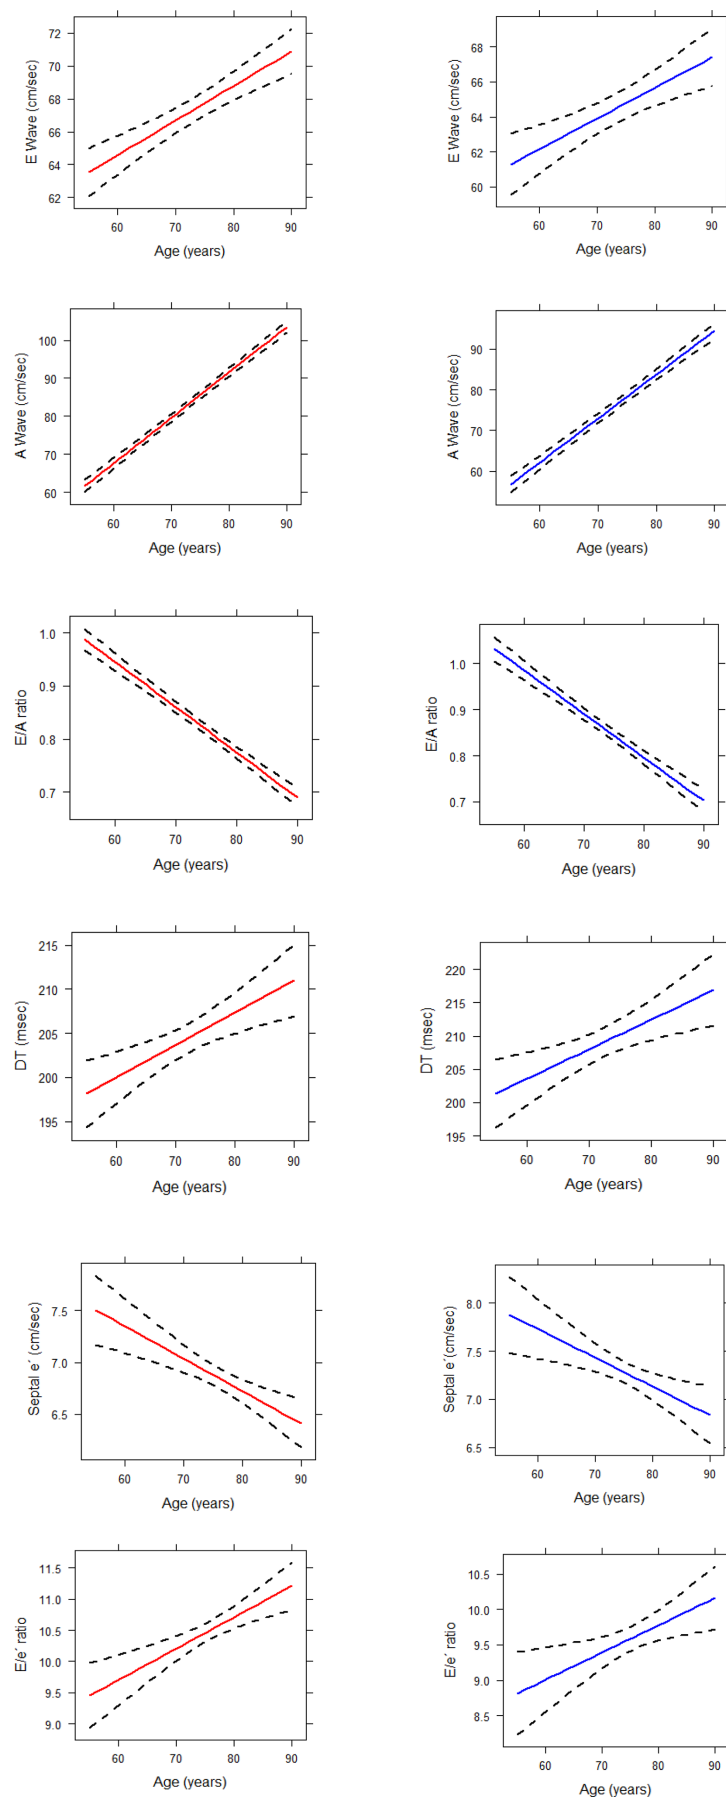 E Wave (cm/sec)
72
70
68
66
64
62
60 70 80 90
Age (years)
E Wave (cm/sec)
68
66
64
62
60
60 70 80 90
Age (years)
A Wave (cm/sec)
100
90
80
70
60
60 70 80 90
Age (years)
A Wave (cm/sec)
90
80
70
60
60 70 80 90
Age (years)
E/A ratio
1.0
0.9
0.8
0.7
60 70 80 90
Age (years)
E/A ratio
1.0
0.9
0.8
0.7
60 70 80 90
Age (years)
DT (msec)
215
210
205
200
195
60 70 80 90
Age (years)
DT (msec)
220
215
210
205
200
195
60 70 80 90
Age (years)
Septal e´ (cm/sec)
7.5
7.0
6.5
60 70 80 90
Age (years)
Septal e´(cm/sec)
8.0
7.5
7.0
6.5
60 70 80 90
Age (years)
E/e´ ratio
11.5
11.0
10.5
10.0
9.5
9.0
60 70 80 90
Age (years)
E/e´ ratio
10.5
10.0
9.5
9.0
8.5
60 70 80 90
Age (years)